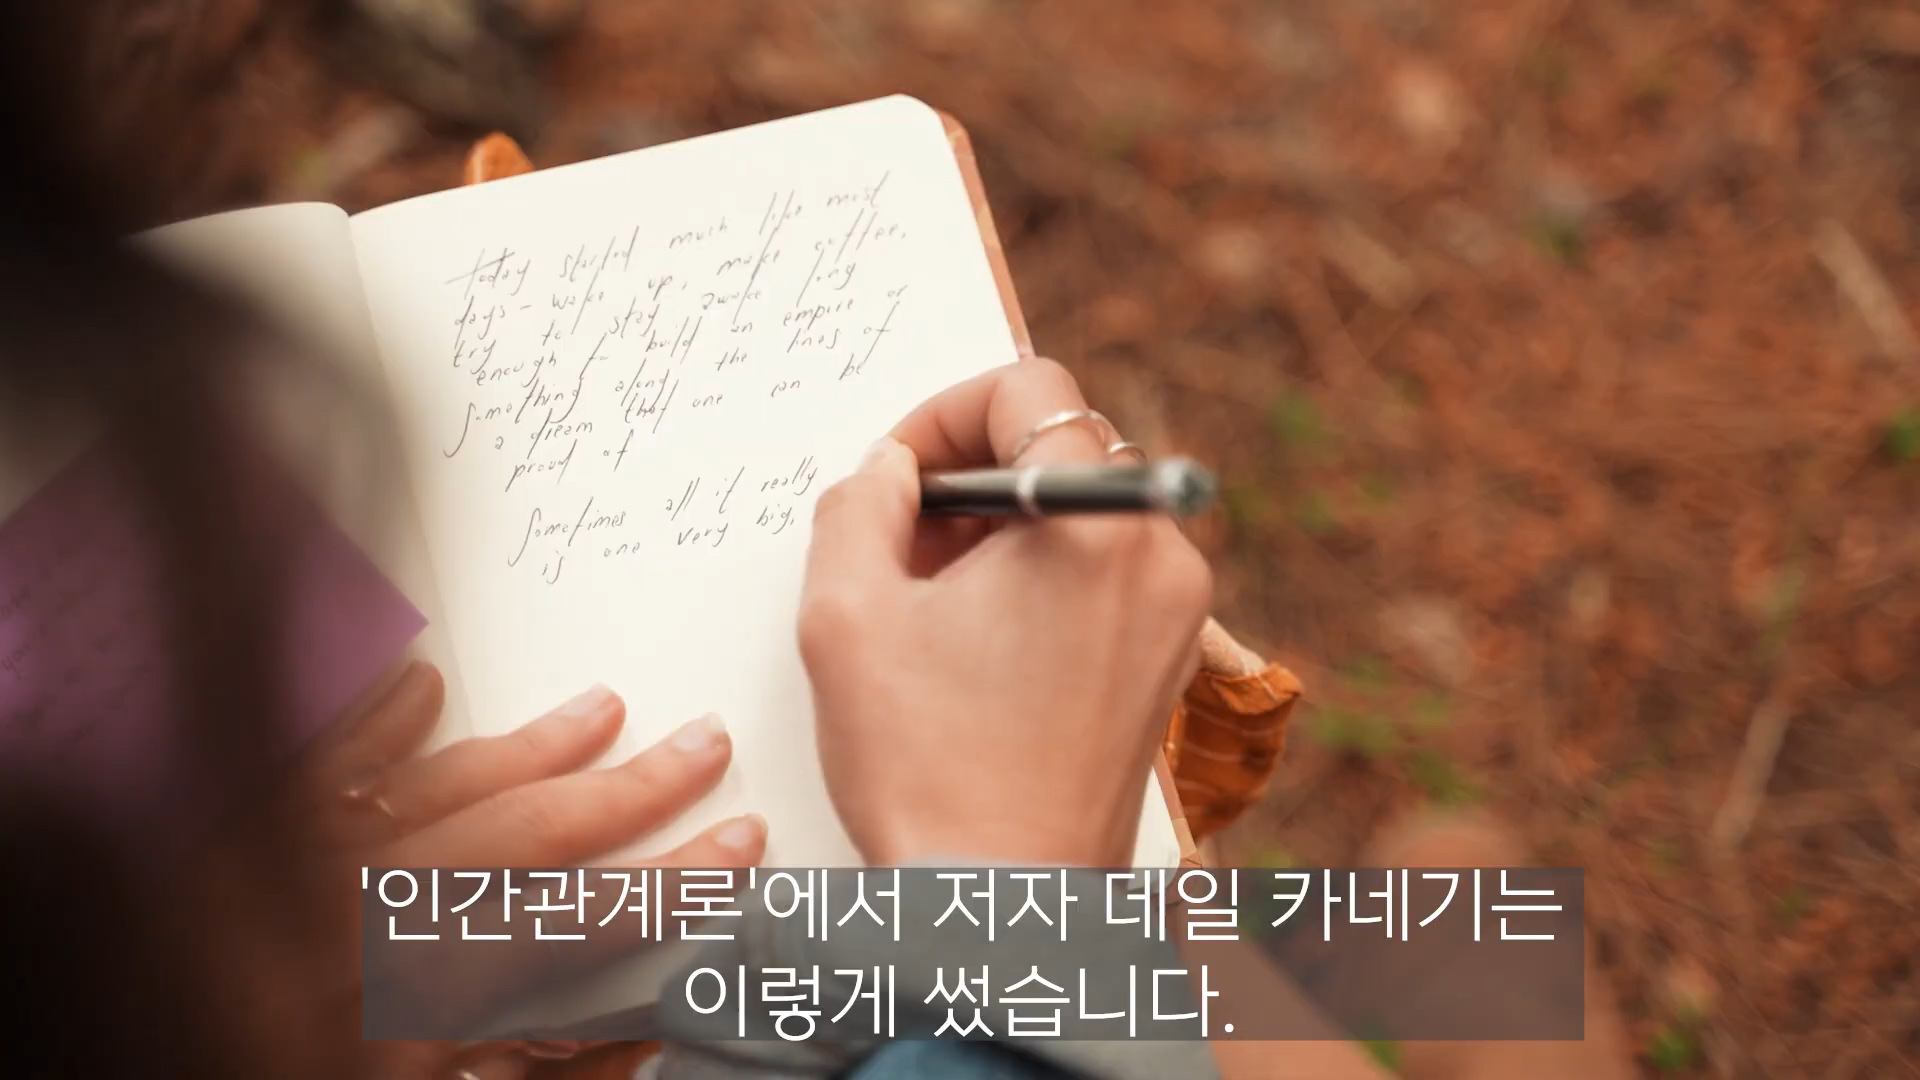 today started much like most
days - wake up, make coffee,
try to stay awake long
enough to build an empire or
something along the lines of
a dream that one can be
proud of
Sometimes all it really
is one very big,
you
'인간관계론'에서 저자 데일 카네기는
이렇게 썼습니다.